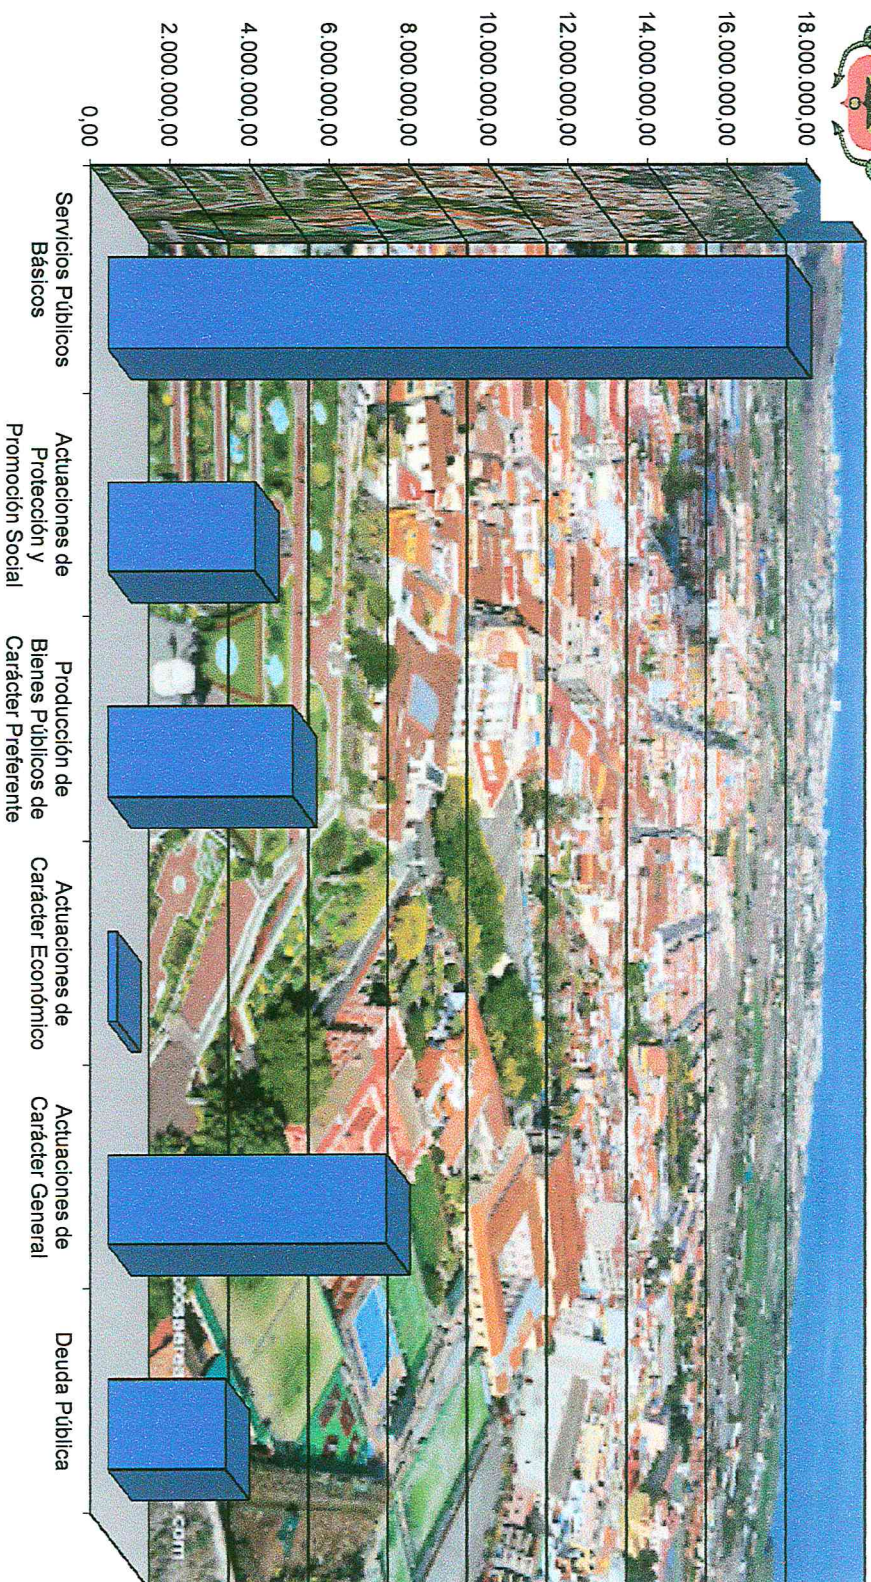 18.000.000,00
16.000.000,00
14.000.000,00
12.000.000,00
10.000.000,00
8.000.000,00
6.000.000,00
4.000.000,00
2.000.000,00
0,00
Servicios Públicos
Básicos
Actuaciones de
Protección y
Promoción Social
Producción de
Bienes Públicos de
Carácter Preferente
Actuaciones de
Carácter Económico
Actuaciones de
Carácter General
Deuda Pública